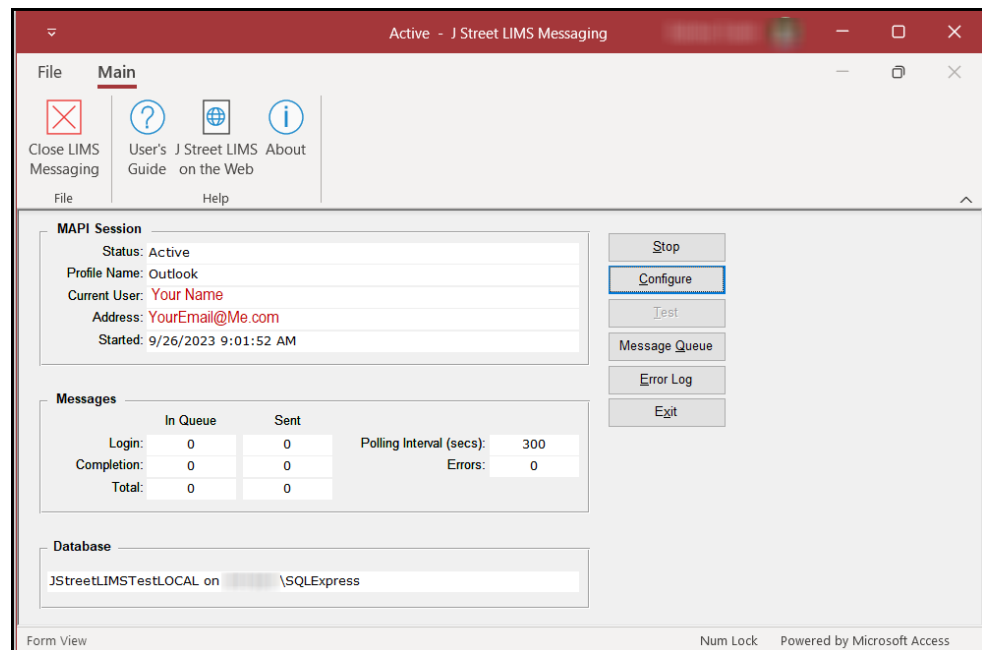 Active - J Street LIMS Messaging
File Main
Close LIMS Messaging
User's Guide
J Street LIMS on the Web
About
File
Help
MAPI Session
Status: Active
Profile Name: Outlook
Current User: Your Name
Address: YourEmail@Me.com
Started: 9/26/2023 9:01:52 AM
Stop
Configure
Test
Message Queue
Error Log
Exit
Messages
In Queue Sent
Login: 0 0 Polling Interval (secs): 300
Completion: 0 0 Errors: 0
Total: 0 0
Database
JStreetLIMSTestLOCAL on \SQLExpress
Form View Num Lock Powered by Microsoft Access